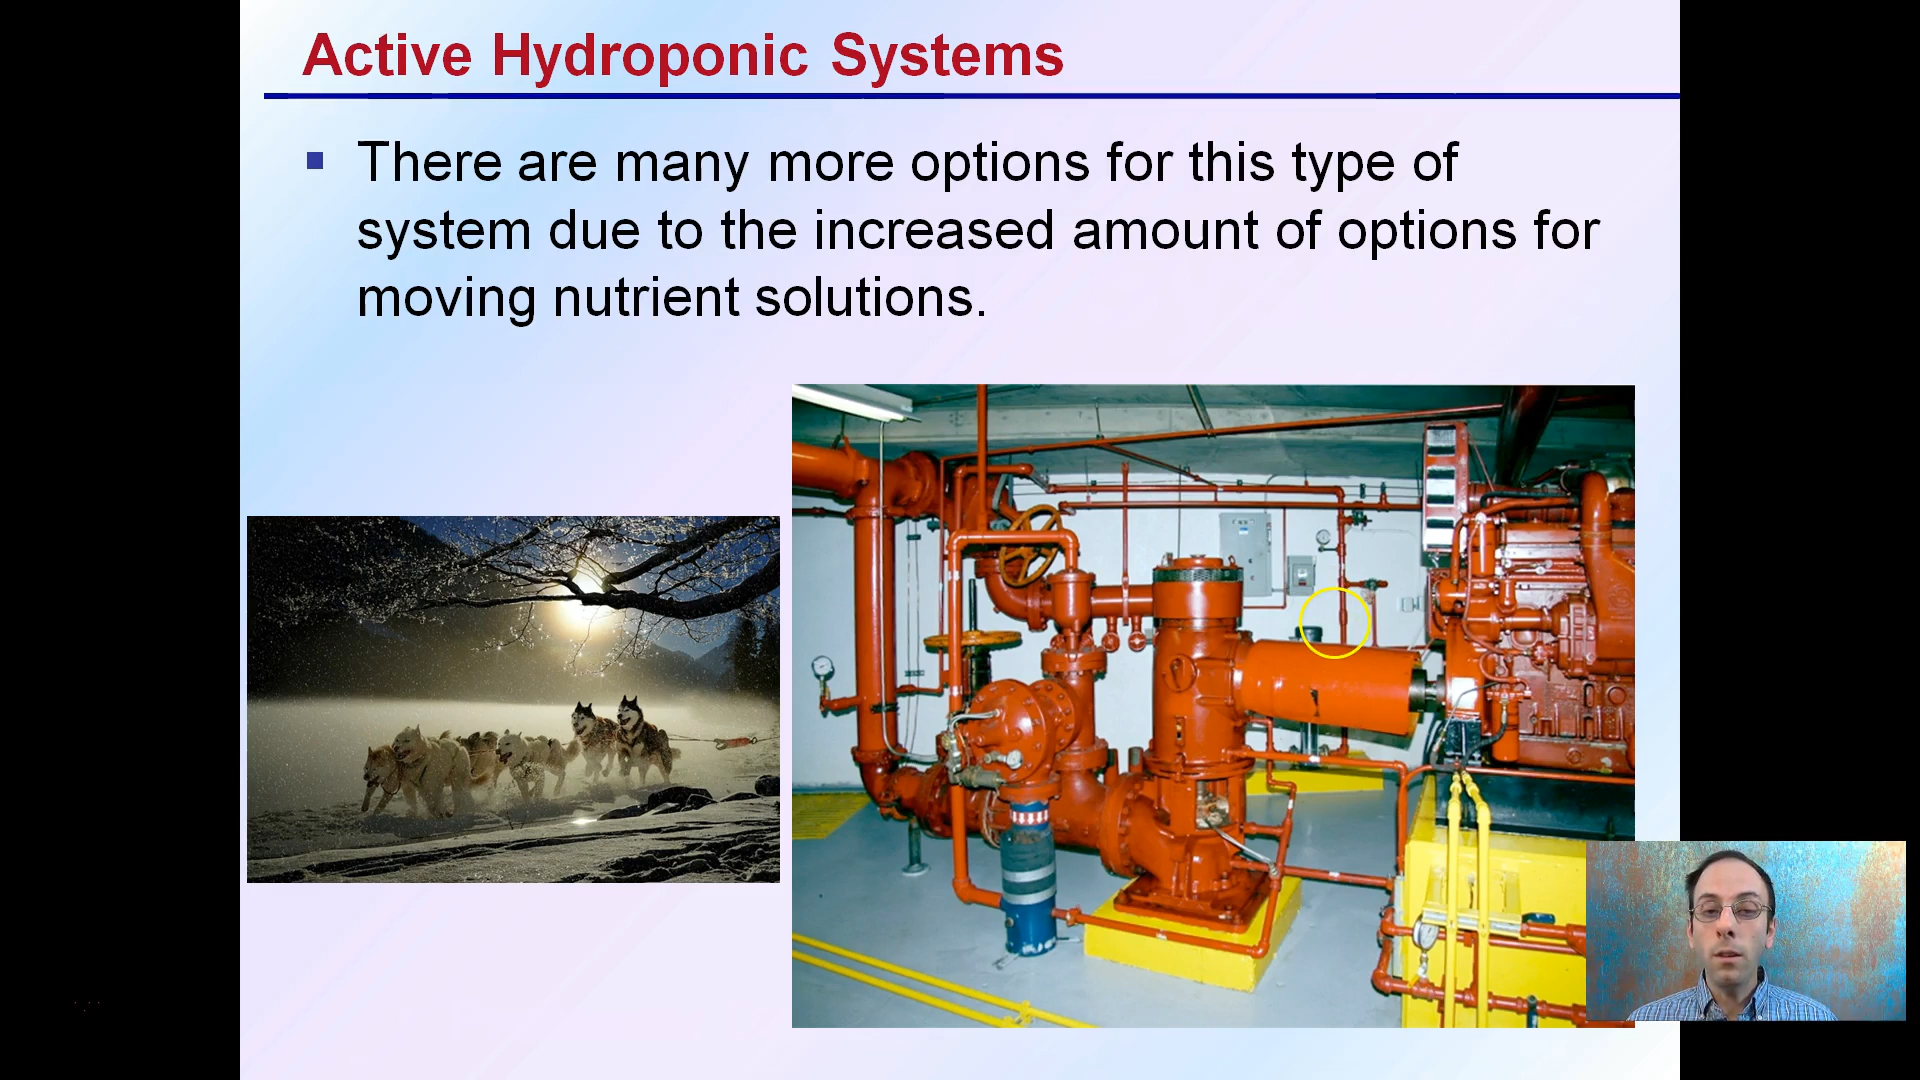 Active Hydroponic Systems
There are many more options for this type of
system due to the increased amount of options for
moving nutrient solutions.